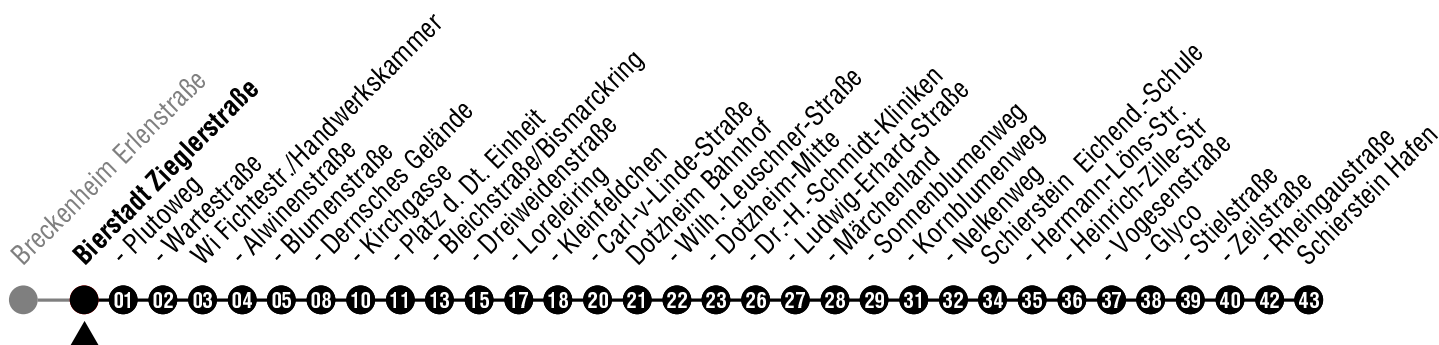 Breckenheim Erlenstraße
Bierstadt Zieglerstraße
- Plutoweg
- Wartestraße
Wi Fichtestr./Handwerkskammer
- Alwinenstraße
- Blumenstraße
- Dernsches Gelände
- Kirchgasse
- Platz d. Dt. Einheit
- Bleichstraße/Bismarckring
- Dreiweidenstraße
- Loreleiring
- Kleinfeldchen
- Carl-v-Linde-Straße
Dotzheim Bahnhof
- Wilh.-Leuschner-Straße
- Dotzheim-Mitte
- Dr.-H.-Schmidt-Kliniken
- Ludwig-Erhard-Straße
- Märchenland
- Sonnenblumenweg
- Kornblumenweg
- Nelkenweg
Schierstein Eichend.-Schule
- Hermann-Löns-Str.
- Heinrich-Zille-Str
- Vogesenstraße
- Glyco
- Stielstraße
- Zeilstraße
- Rheingaustraße
Schierstein Hafen
01 02 03 04 05 08 10 11 13 15 17 18 20 21 22 23 26 27 28 29 31 32 34 35 36 37 38 39 40 42 43